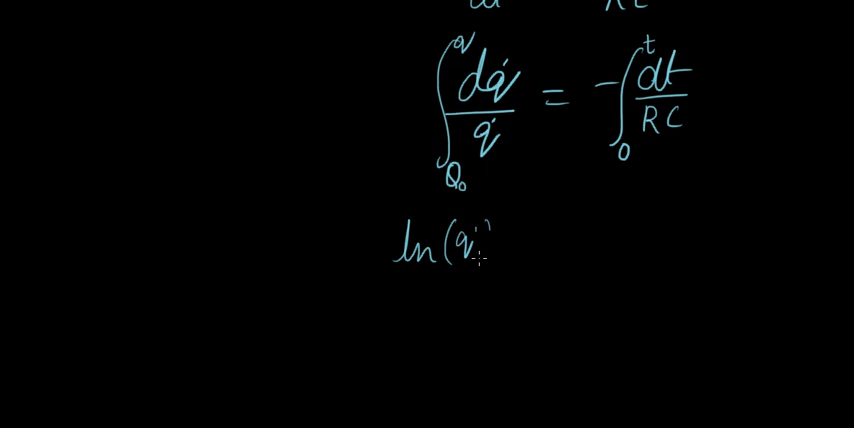 ∫_{Q₀}^{q} dq'/q' = -∫_{0}^{t} dt/RC
ln(q'